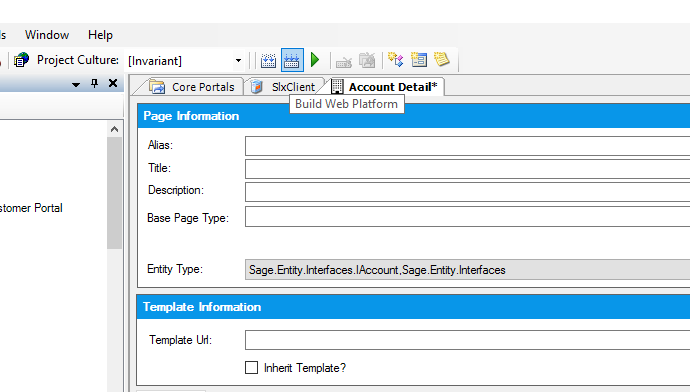 ls Window Help
Project Culture: [Invariant]
Core Portals SlxClient Account Detail*
Build Web Platform
Page Information
Alias:
Title:
Description:
stomer Portal
Base Page Type:
Entity Type: Sage.Entity.Interfaces.IAccount,Sage.Entity.Interfaces
Template Information
Template Url:
Inherit Template?